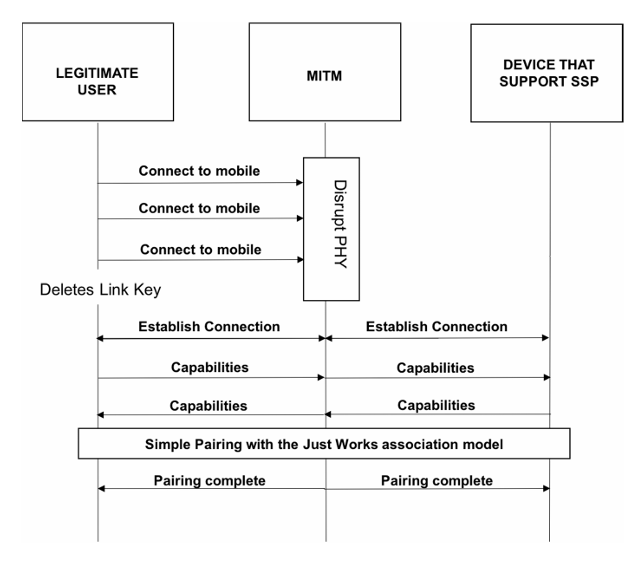 LEGITIMATE
USER
MITM
DEVICE THAT
SUPPORT SSP
Connect to mobile
Connect to mobile
Connect to mobile
Disrupt PHY
Deletes Link Key
Establish Connection
Establish Connection
Capabilities
Capabilities
Capabilities
Capabilities
Simple Pairing with the Just Works association model
Pairing complete
Pairing complete